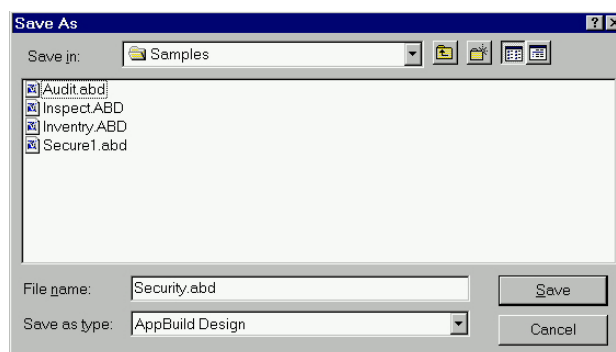 Save As
Save in: Samples
Audit.abd
Inspect.ABD
Inventry.ABD
Secure1.abd
File name: Security.abd Save
Save as type: AppBuild Design Cancel